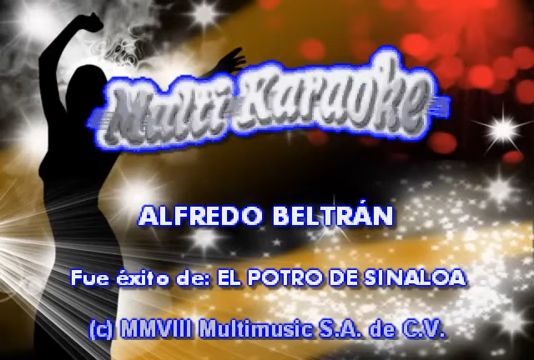 Multi Karaoke
ALFREDO BELTRÁN
Fue éxito de: EL POTRO DE SINALOA
(c) MMVIII Multimusic S.A. de C.V.